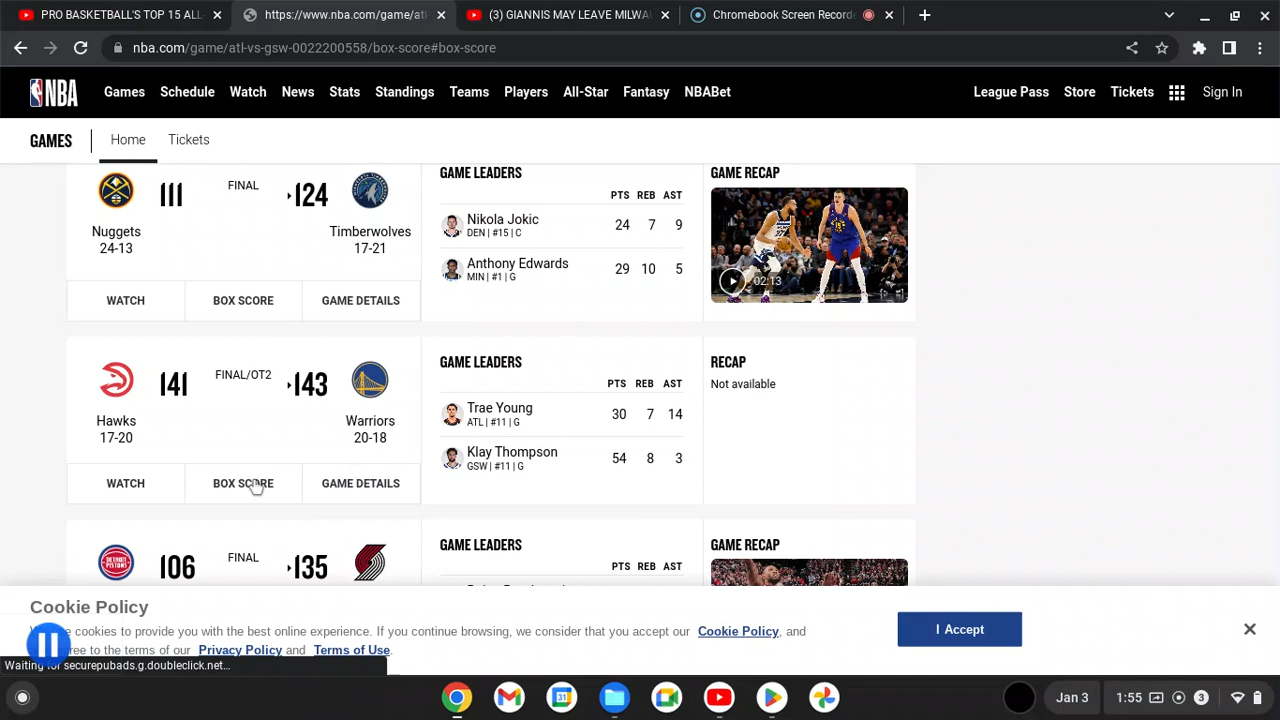 PRO BASKETBALL'S TOP 15 ALL-
https://www.nba.com/game/atl
(3) GIANNIS MAY LEAVE MILWA
Chromebook Screen Recorde
nba.com/game/atl-vs-gsw-0022200558/box-score#box-score
NBA Games Schedule Watch News Stats Standings Teams Players All-Star Fantasy NBABet League Pass Store Tickets Sign In
GAMES Home Tickets
111 FINAL 124
Nuggets Timberwolves
24-13 17-21
WATCH BOX SCORE GAME DETAILS
GAME LEADERS
PTS REB AST
Nikola Jokic 24 7 9
DEN | #15 | C
Anthony Edwards 29 10 5
MIN | #1 | G
GAME RECAP
02:13
141 FINAL/OT2 143
Hawks Warriors
17-20 20-18
WATCH BOX SCORE GAME DETAILS
GAME LEADERS
PTS REB AST
Trae Young 30 7 14
ATL | #11 | G
Klay Thompson 54 8 3
GSW | #11 | G
RECAP
Not available
DETROIT PISTONS
106 FINAL 135
GAME LEADERS
PTS REB AST
GAME RECAP
Cookie Policy
cookies to provide you with the best online experience. If you continue browsing, we consider that you accept our Cookie Policy, and
ee to the terms of our Privacy Policy and Terms of Use.
I Accept
Waiting for securepubads.g.doubleclick.net...
31
Jan 3 1:55 3